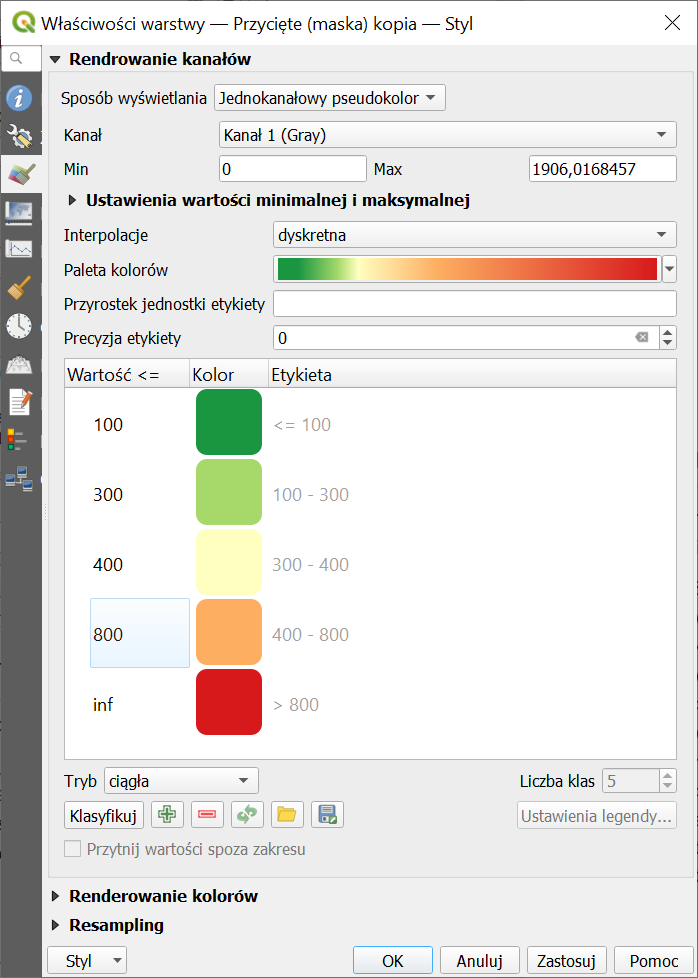 Właściwości warstwy — Przycięte (maska) kopia — Styl
Rendrowanie kanałów
Sposób wyświetlania Jednokanałowy pseudokolor
Kanał Kanał 1 (Gray)
Min 0 Max 1906,0168457
Ustawienia wartości minimalnej i maksymalnej
Interpolacje dyskretna
Paleta kolorów
Przyrostek jednostki etykiety
Precyzja etykiety 0
Wartość <= Kolor Etykieta
100 <= 100
300 100 - 300
400 300 - 400
800 400 - 800
inf > 800
Tryb ciągła Liczba klas 5
Klasyfikuj Ustawienia legendy...
Przytnij wartości spoza zakresu
Renderowanie kolorów
Resampling
Styl OK Anuluj Zastosuj Pomoc